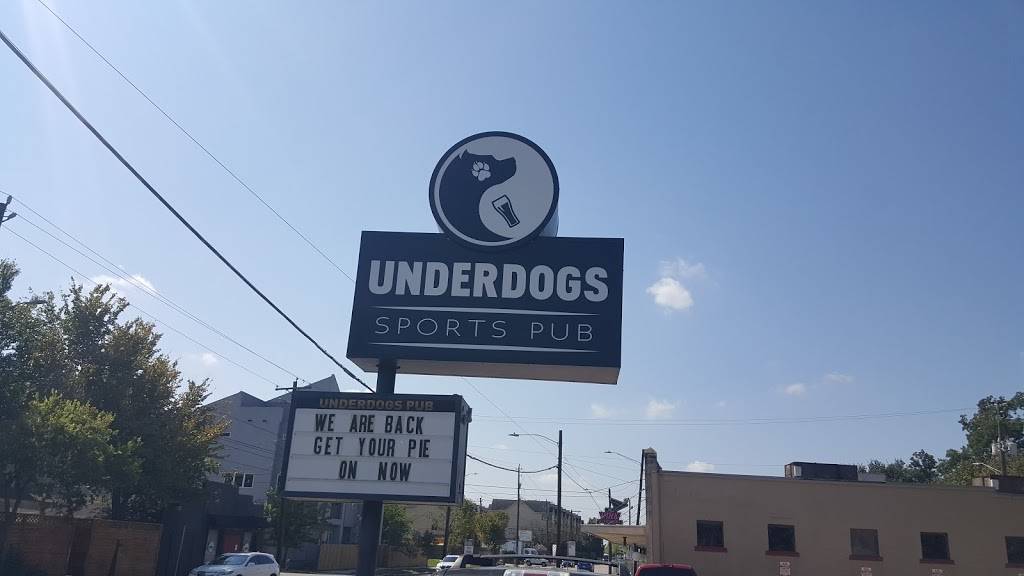 UNDERDOGS
SPORTS PUB
UNDERDOGS PUB
WE ARE BACK
GET YOUR PIE
ON NOW